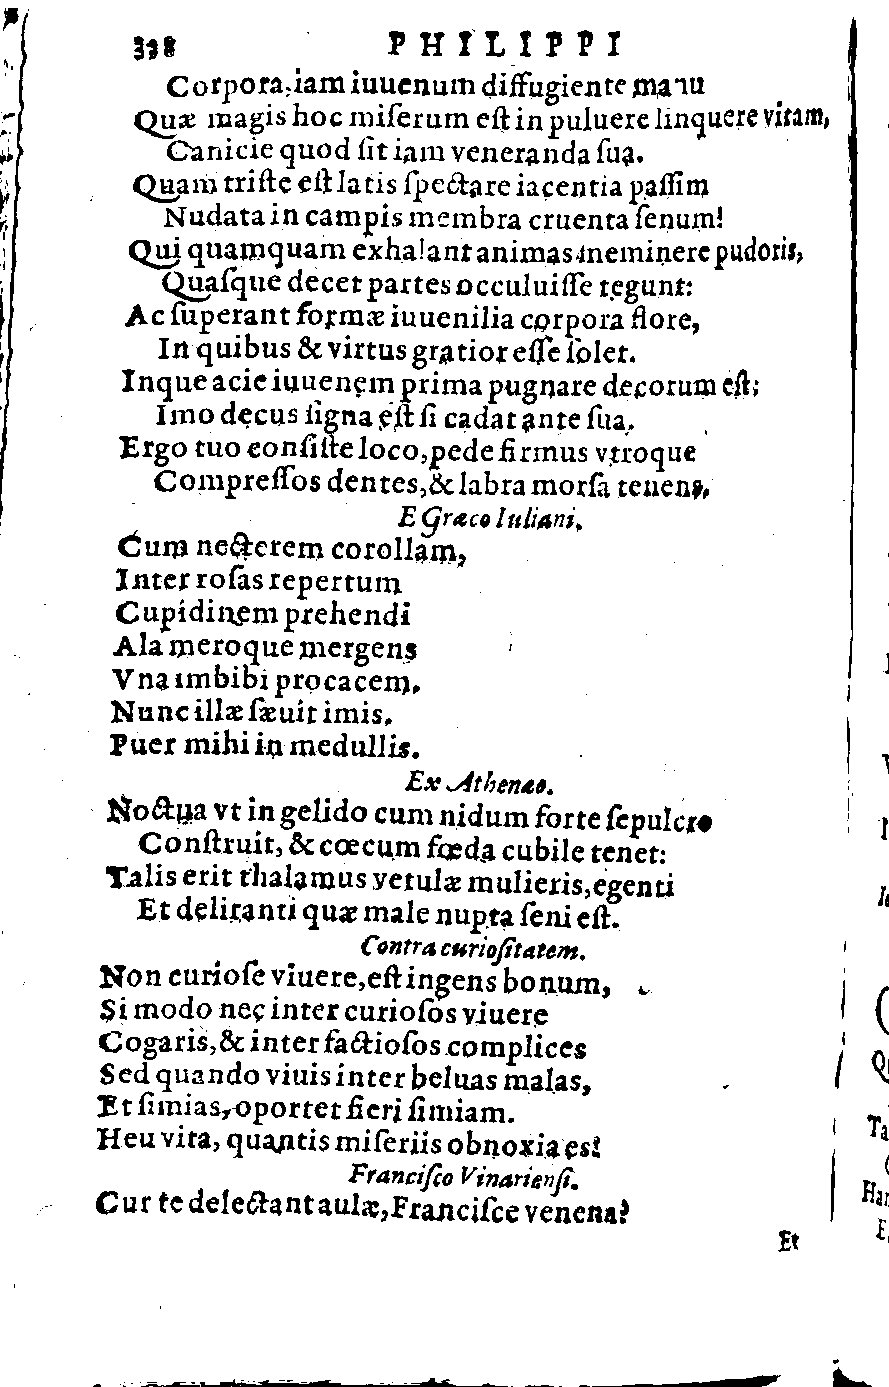 338 PHILIPPI
Corpora, iam iuuenum diffugiente manu
Quæ magis hoc miſerum eſt in puluere linquere vitam,
Canicie quod ſit iam veneranda ſua.
Quam triſte eſt latis ſpectare iacentia paſſim
Nudata in campis membra cruenta ſenum!
Qui quamquam exhalant animas meminere pudoris,
Quaſque decet partes occuluiſſe tegunt:
Ac ſuperant formæ iuuenilia corpora flore,
In quibus & virtus gratior eſſe ſolet.
Inque acie iuuenem prima pugnare decorum eſt;
Imo decus ſigna eſt ſi cadat ante ſua.
Ergo tuo conſiſte loco, pede firmus vtroque
Compreſſos dentes, & labra morſa tenens.
E Græco Iuliani.
Cum necterem corollam,
Inter roſas repertum
Cupidinem prehendi
Ala meroque mergens
Vna imbibi procacem.
Nunc illæ ſæuit imis.
Puer mihi in medullis.
Ex Athenæo.
Noctua vt in gelido cum nidum forte ſepulcro
Conſtruit, & cœcum fœda cubile tenet:
Talis erit thalamus vetulæ mulieris, egenti
Et deliranti quæ male nupta ſeni eſt.
Contra curioſitatem.
Non curioſe viuere, eſt ingens bonum,
Si modo nec inter curioſos viuere
Cogaris, & inter factioſos complices
Sed quando viuis inter beluas malas,
Et ſimias, oportet fieri ſimiam.
Heu vita, quantis miſeriis obnoxia es!
Franciſco Vinarienſi.
Cur te delectant aulæ, Franciſce venena?
Et